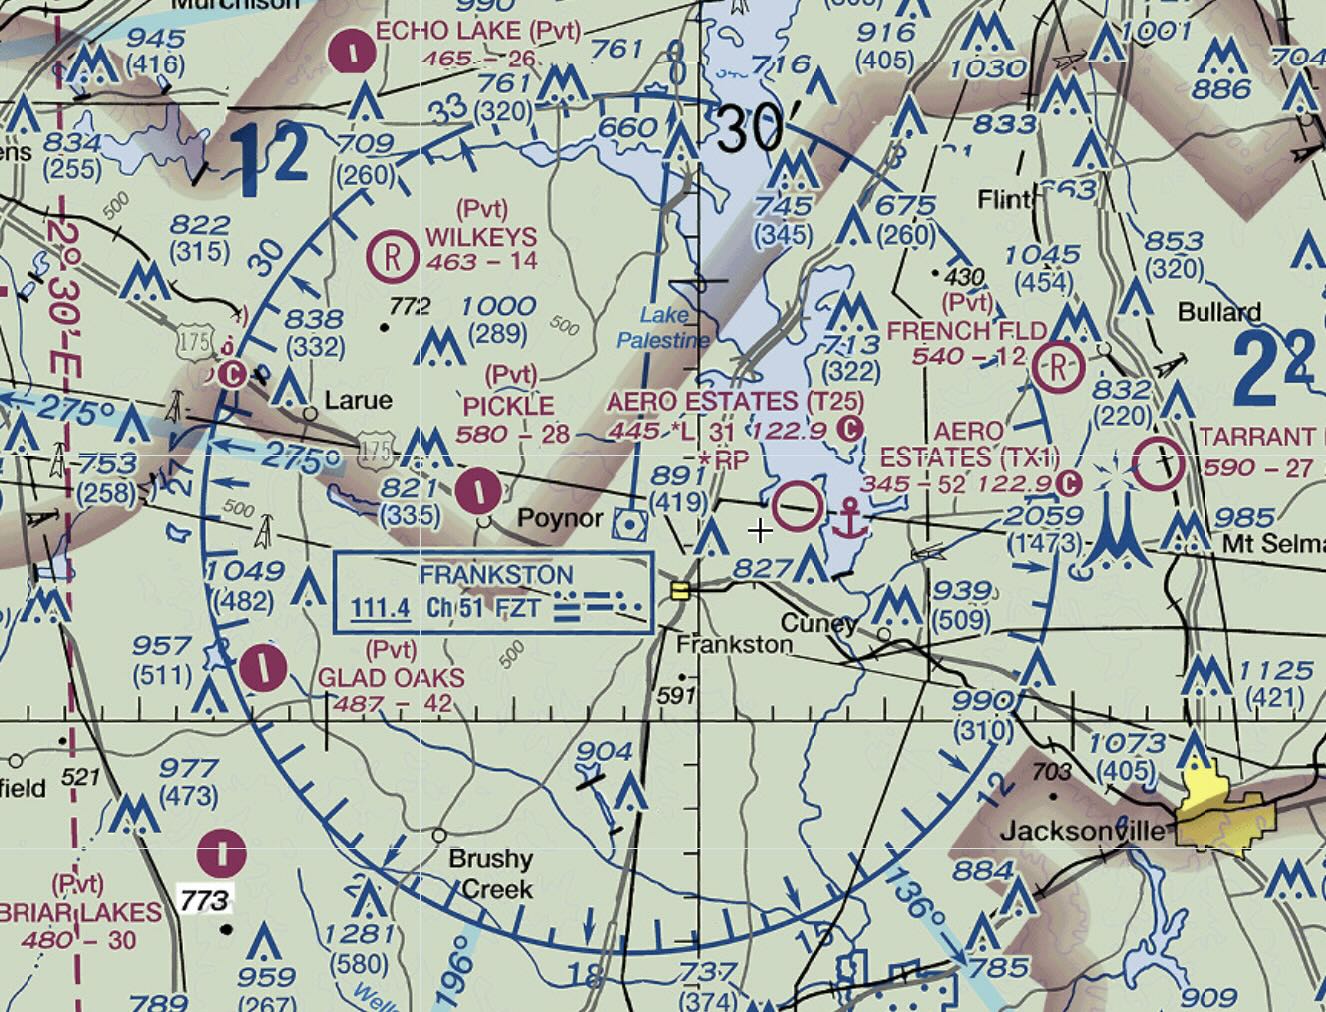 Murchison
990
ECHO LAKE (Pvt)
465 - 26
945
(416)
761
761
(320)
33
716
916
(405)
1030
1001
886
704
834
(255)
12
709
(260)
660
30'
833
Flint
500
822
(315)
(Pvt)
WILKEYS
463 - 14
R
745
(345)
675
(260)
2° 30' E
30
772
1000
(289)
500
430
1045
(454)
853
(320)
175
838
(332)
Lake
Palestine
(Pvt)
FRENCH FLD
540 - 12
R
Bullard
22
713
(322)
C
Larue
(Pvt)
PICKLE
580 - 28
AERO ESTATES (T25)
445 *L 31 122.9 C
*RP
832
(220)
275°
275°
175
AERO
ESTATES (TX1)
345 - 52 122.9 C
TARRANT
590 - 27
753
(258)
27
891
(419)
821
(335)
500
Poynor
2059
(1473)
985
Mt Selma
827
1049
(482)
FRANKSTON
111.4 Ch 51 FZT
939
(509)
Cuney
Frankston
957
(511)
(Pvt)
GLAD OAKS
487 - 42
500
591
1125
(421)
990
(310)
521
977
(473)
904
1073
(405)
703
12
Jacksonville
773
Brushy
Creek
(Pvt)
BRIAR LAKES
480 - 30
884
136°
1281
(580)
959
(267)
196°
18
15
785
737
(374)
789
909